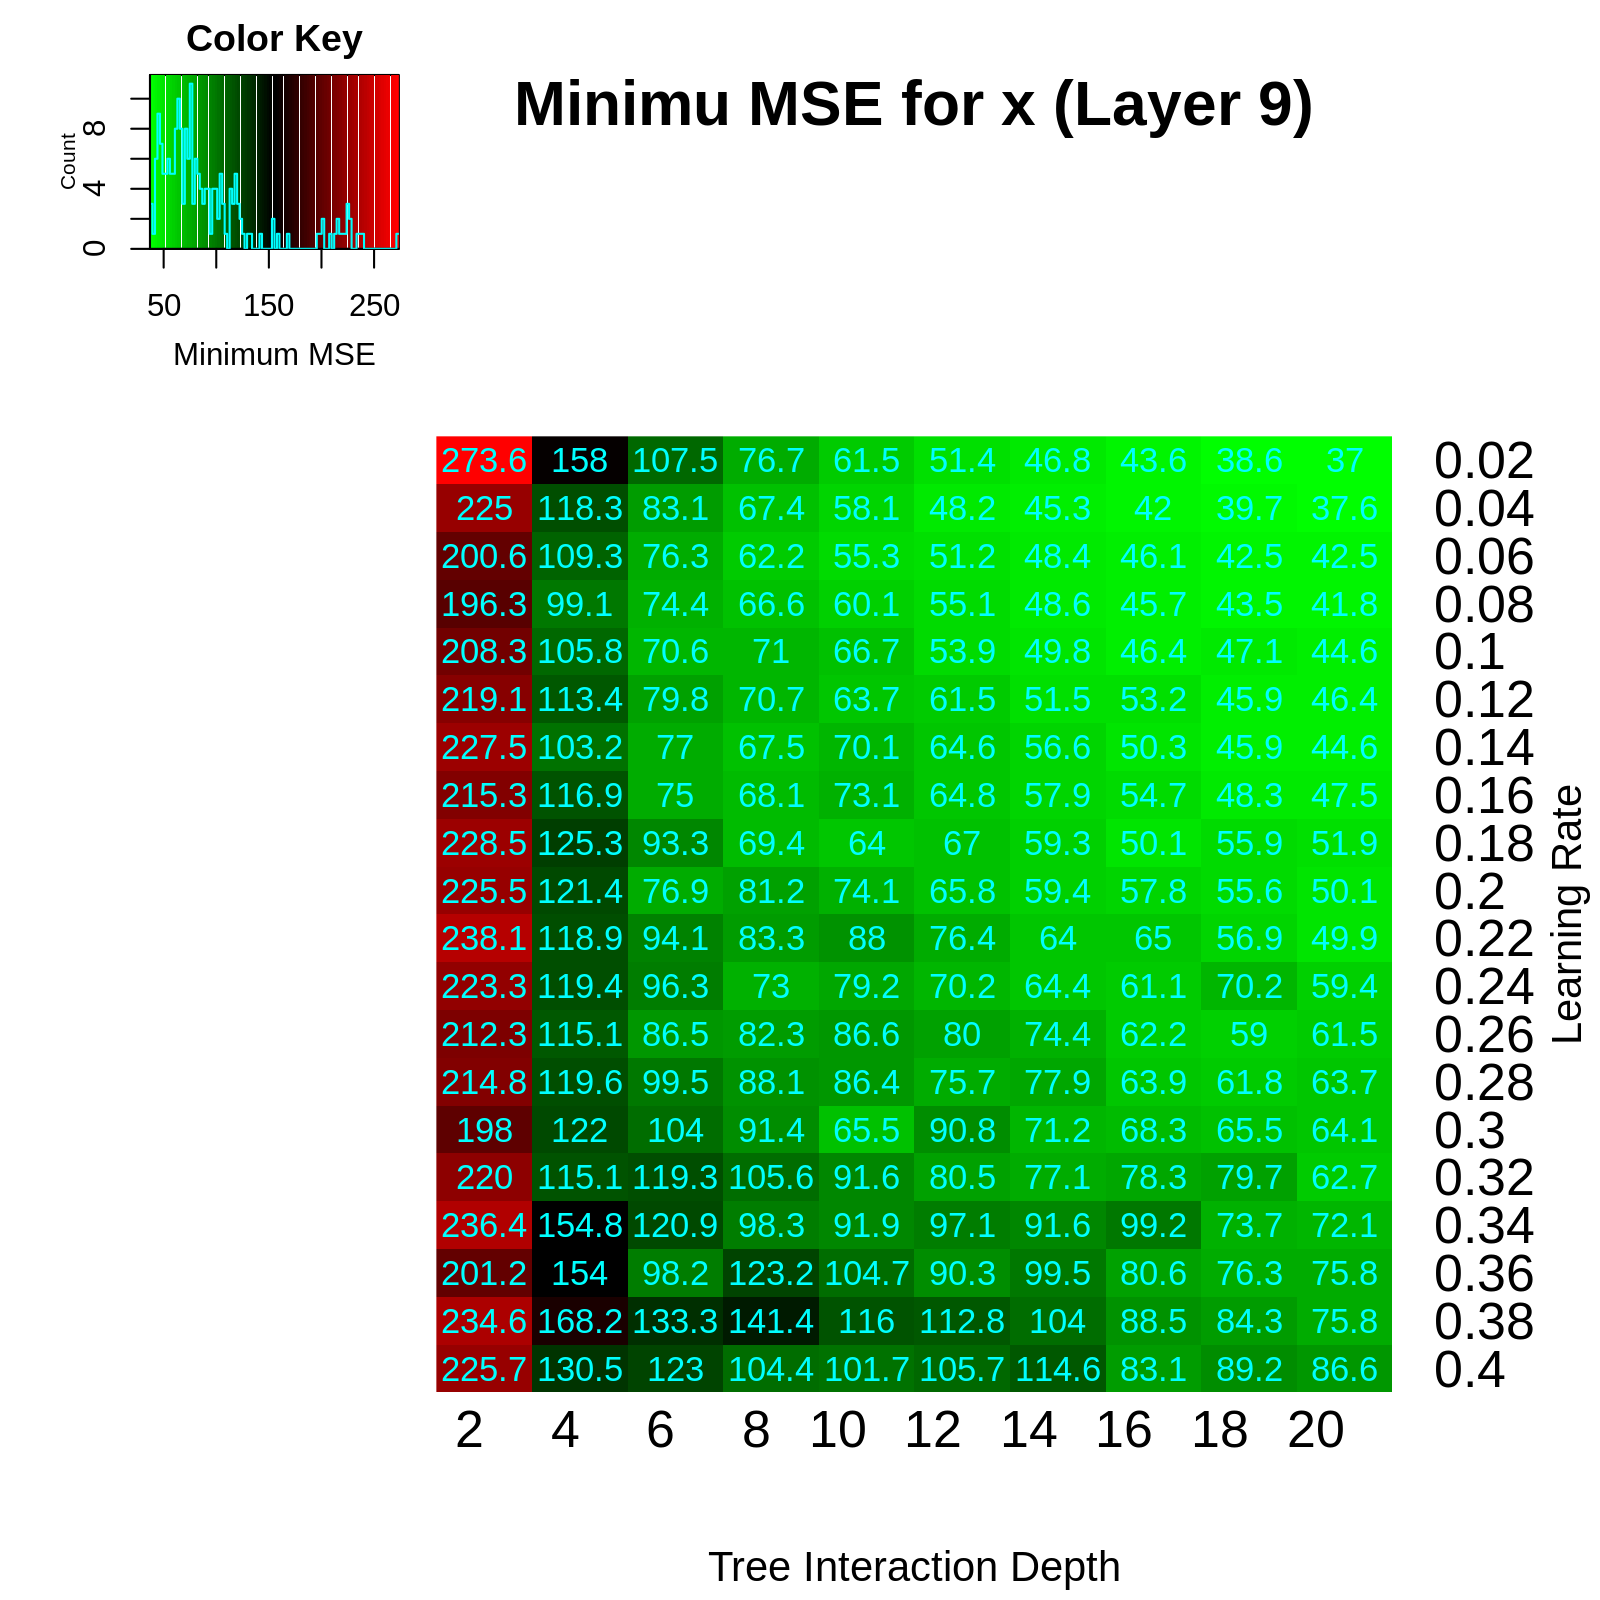 Color Key
Count
0 4 8
50 150 250
Minimum MSE
Minimu MSE for x (Layer 9)
273.6 158 107.5 76.7 61.5 51.4 46.8 43.6 38.6 37 0.02
225 118.3 83.1 67.4 58.1 48.2 45.3 42 39.7 37.6 0.04
200.6 109.3 76.3 62.2 55.3 51.2 48.4 46.1 42.5 42.5 0.06
196.3 99.1 74.4 66.6 60.1 55.1 48.6 45.7 43.5 41.8 0.08
208.3 105.8 70.6 71 66.7 53.9 49.8 46.4 47.1 44.6 0.1
219.1 113.4 79.8 70.7 63.7 61.5 51.5 53.2 45.9 46.4 0.12
227.5 103.2 77 67.5 70.1 64.6 56.6 50.3 45.9 44.6 0.14
215.3 116.9 75 68.1 73.1 64.8 57.9 54.7 48.3 47.5 0.16
228.5 125.3 93.3 69.4 64 67 59.3 50.1 55.9 51.9 0.18
225.5 121.4 76.9 81.2 74.1 65.8 59.4 57.8 55.6 50.1 0.2
238.1 118.9 94.1 83.3 88 76.4 64 65 56.9 49.9 0.22
223.3 119.4 96.3 73 79.2 70.2 64.4 61.1 70.2 59.4 0.24
212.3 115.1 86.5 82.3 86.6 80 74.4 62.2 59 61.5 0.26
214.8 119.6 99.5 88.1 86.4 75.7 77.9 63.9 61.8 63.7 0.28
198 122 104 91.4 65.5 90.8 71.2 68.3 65.5 64.1 0.3
220 115.1 119.3 105.6 91.6 80.5 77.1 78.3 79.7 62.7 0.32
236.4 154.8 120.9 98.3 91.9 97.1 91.6 99.2 73.7 72.1 0.34
201.2 154 98.2 123.2 104.7 90.3 99.5 80.6 76.3 75.8 0.36
234.6 168.2 133.3 141.4 116 112.8 104 88.5 84.3 75.8 0.38
225.7 130.5 123 104.4 101.7 105.7 114.6 83.1 89.2 86.6 0.4
Learning Rate
2 4 6 8 10 12 14 16 18 20
Tree Interaction Depth